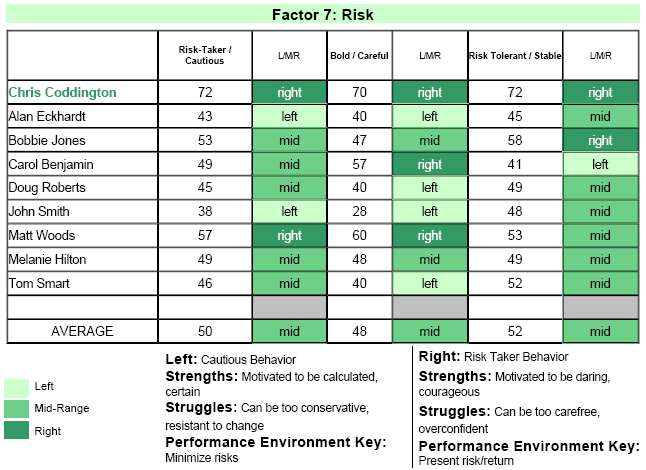 Factor 7: Risk
Risk-Taker / Cautious L/M/R Bold / Careful L/M/R Risk Tolerant / Stable L/M/R
Chris Coddington 72 right 70 right 72 right
Alan Eckhardt 43 left 40 left 45 mid
Bobbie Jones 53 mid 47 mid 58 right
Carol Benjamin 49 mid 57 right 41 left
Doug Roberts 45 mid 40 left 49 mid
John Smith 38 left 28 left 48 mid
Matt Woods 57 right 60 right 53 mid
Melanie Hilton 49 mid 48 mid 49 mid
Tom Smart 46 mid 40 left 52 mid
AVERAGE 50 mid 48 mid 52 mid
Left
Mid-Range
Right
Left: Cautious Behavior
Strengths: Motivated to be calculated,
certain
Struggles: Can be too conservative,
resistant to change
Performance Environment Key:
Minimize risks
Right: Risk Taker Behavior
Strengths: Motivated to be daring,
courageous
Struggles: Can be too carefree,
overconfident
Performance Environment Key:
Present risk/return